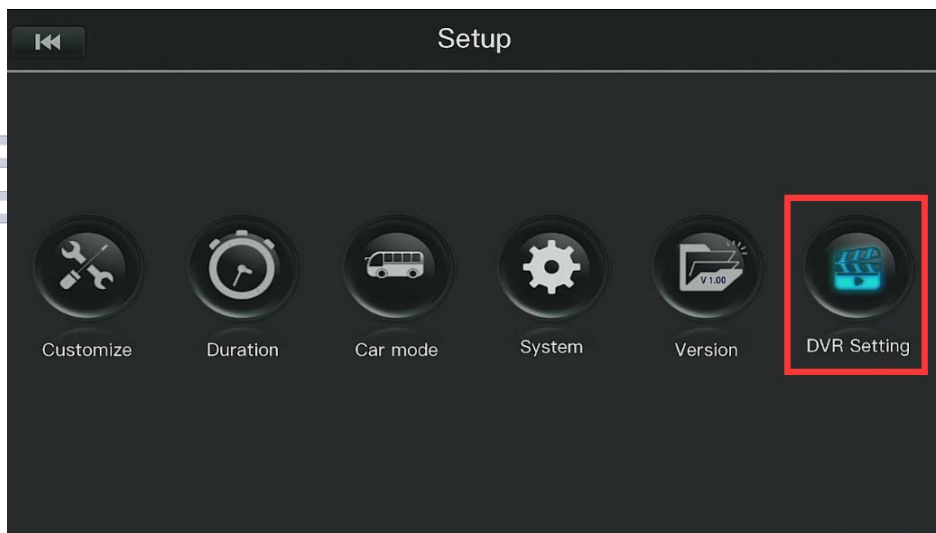 Setup
V 1.00
Customize
Duration
Car mode
System
Version
DVR Setting